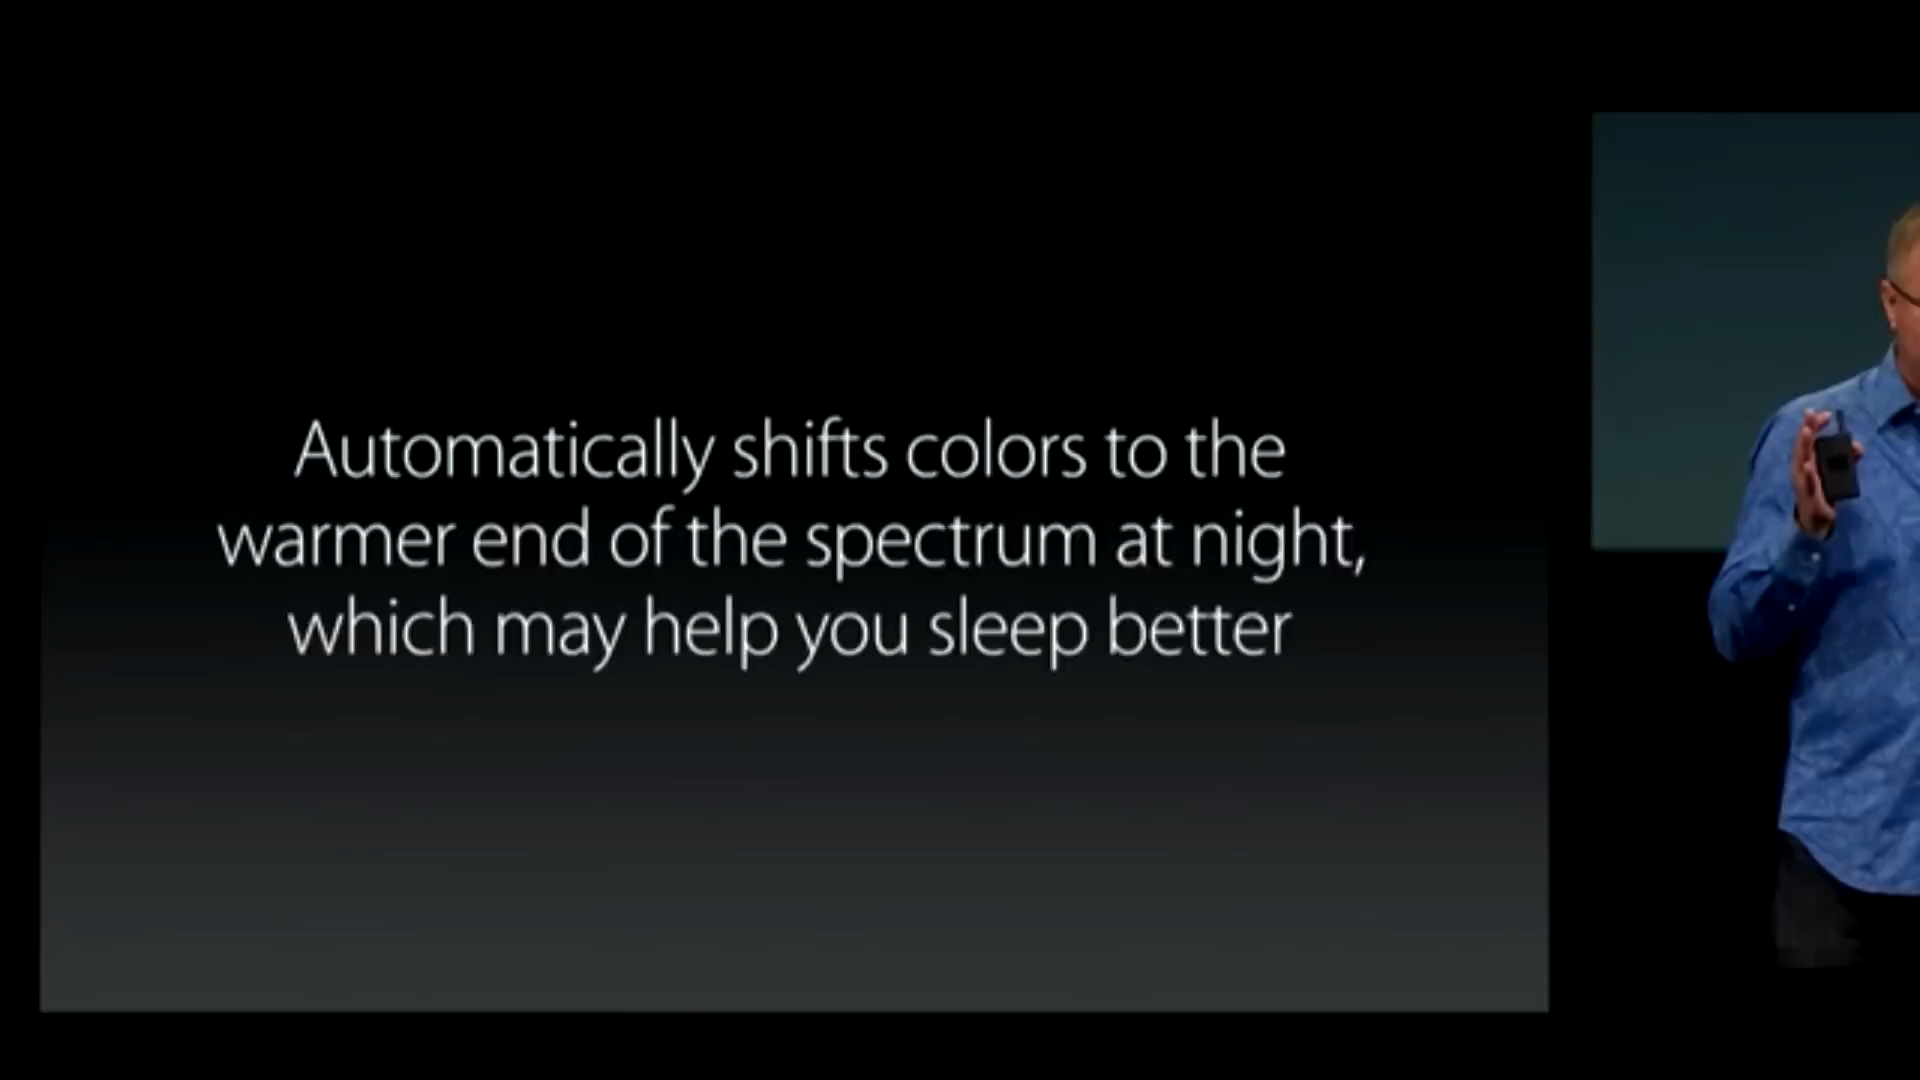 Automatically shifts colors to the
warmer end of the spectrum at night,
which may help you sleep better